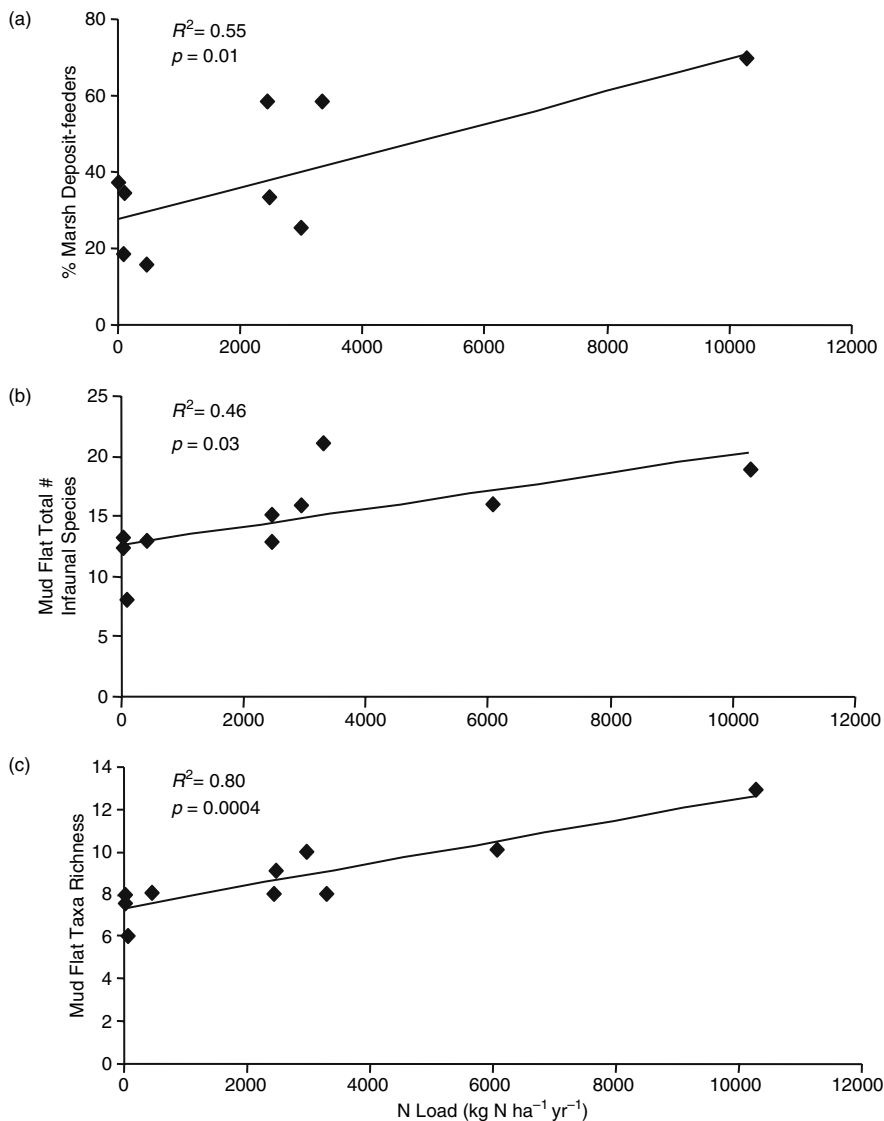 (a)
R² = 0.55
p = 0.01
80
60
40
20
0
% Marsh Deposit-feeders
0 2000 4000 6000 8000 10000 12000
(b)
R² = 0.46
p = 0.03
25
20
15
10
5
0
Mud Flat Total #
Infaunal Species
0 2000 4000 6000 8000 10000 12000
(c)
R² = 0.80
p = 0.0004
14
12
10
8
6
4
2
0
Mud Flat Taxa Richness
0 2000 4000 6000 8000 10000 12000
N Load (kg N ha⁻¹ yr⁻¹)